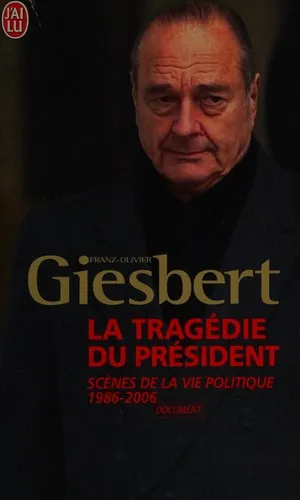 J'AI
LU
FRANZ-OLIVIER
Giesbert
LA TRAGÉDIE
DU PRÉSIDENT
SCÈNES DE LA VIE POLITIQUE
1986-2006
DOCUMENT